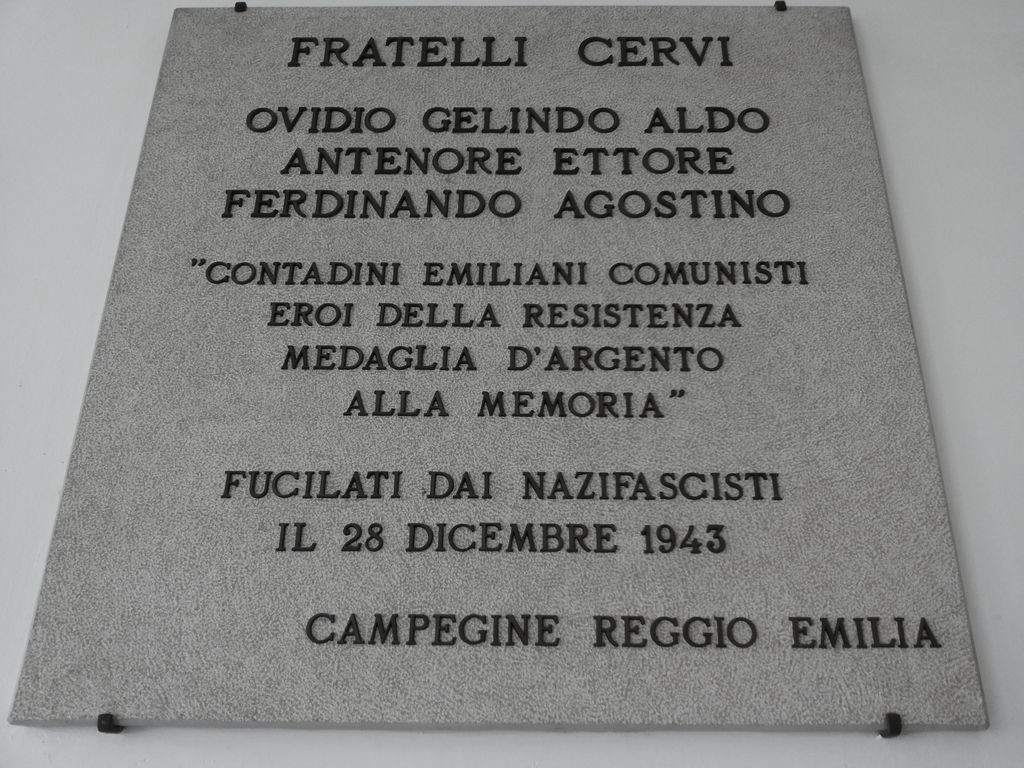 FRATELLI CERVI
OVIDIO GELINDO ALDO
ANTENORE ETTORE
FERDINANDO AGOSTINO
"CONTADINI EMILIANI COMUNISTI
EROI DELLA RESISTENZA
MEDAGLIA D'ARGENTO
ALLA MEMORIA"
FUCILATI DAI NAZIFASCISTI
IL 28 DICEMBRE 1943
CAMPEGINE REGGIO EMILIA